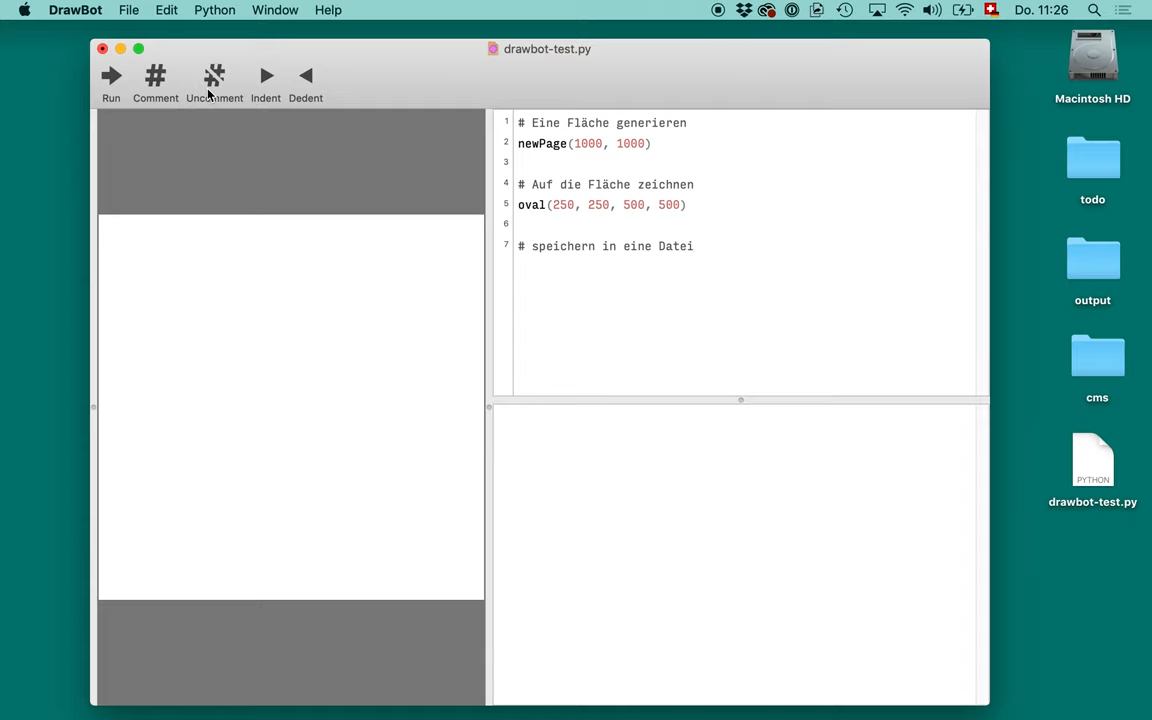 DrawBot File Edit Python Window Help Do. 11:26
drawbot-test.py
Run Comment Uncomment Indent Dedent
1 # Eine Fläche generieren
2 newPage(1000, 1000)
3
4 # Auf die Fläche zeichnen
5 oval(250, 250, 500, 500)
6
7 # speichern in eine Datei
Macintosh HD
todo
output
cms
PYTHON
drawbot-test.py